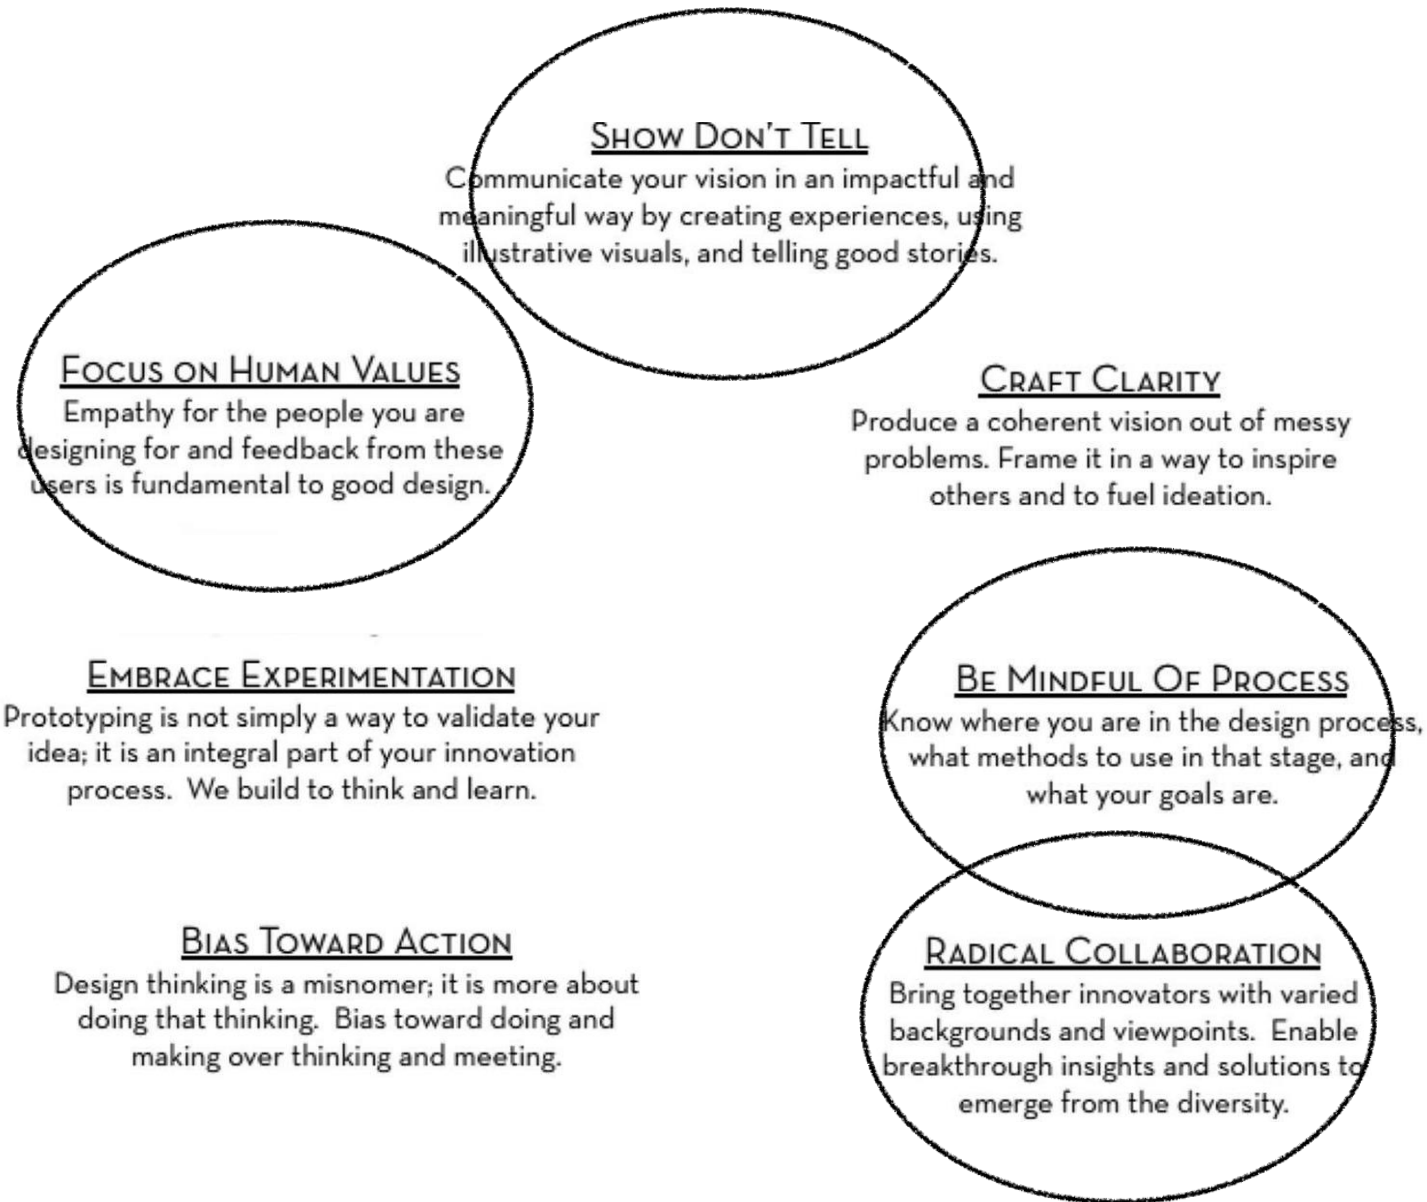 SHOW DON'T TELL
Communicate your vision in an impactful and
meaningful way by creating experiences, using
illustrative visuals, and telling good stories.
FOCUS ON HUMAN VALUES
Empathy for the people you are
designing for and feedback from these
users is fundamental to good design.
CRAFT CLARITY
Produce a coherent vision out of messy
problems. Frame it in a way to inspire
others and to fuel ideation.
EMBRACE EXPERIMENTATION
Prototyping is not simply a way to validate your
idea; it is an integral part of your innovation
process. We build to think and learn.
BE MINDFUL OF PROCESS
Know where you are in the design process,
what methods to use in that stage, and
what your goals are.
BIAS TOWARD ACTION
Design thinking is a misnomer; it is more about
doing that thinking. Bias toward doing and
making over thinking and meeting.
RADICAL COLLABORATION
Bring together innovators with varied
backgrounds and viewpoints. Enable
breakthrough insights and solutions to
emerge from the diversity.